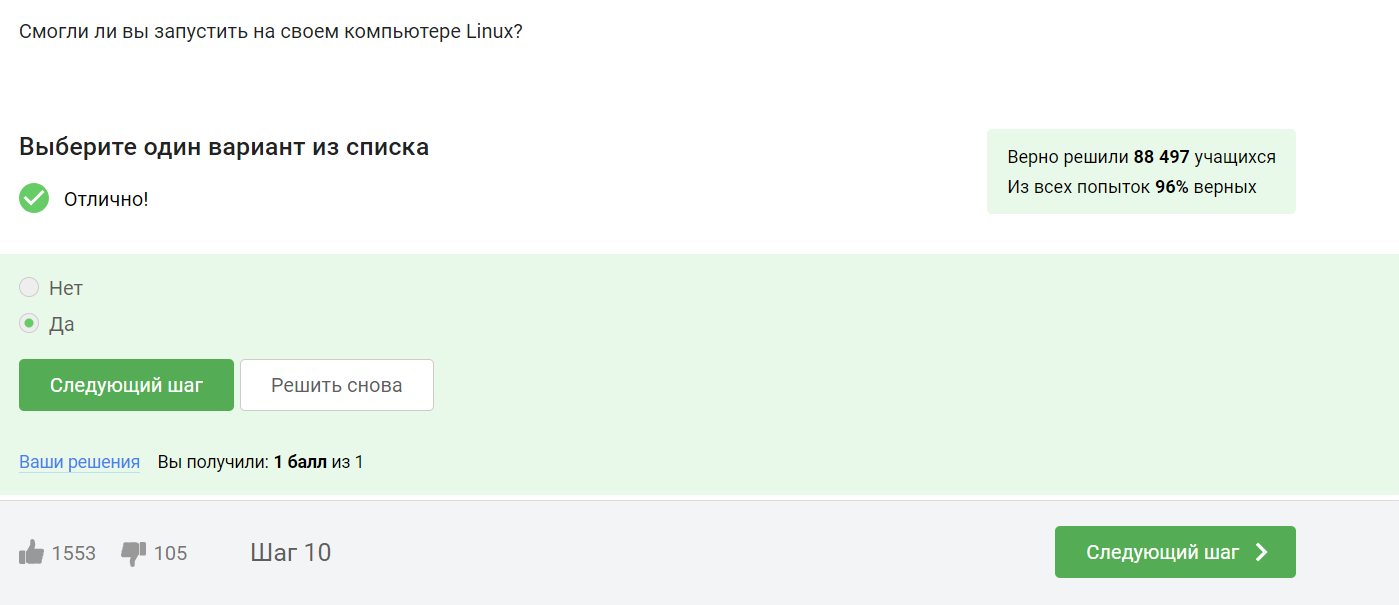 Смогли ли вы запустить на своем компьютере Linux?
Выберите один вариант из списка
Верно решили 88 497 учащихся
Из всех попыток 96% верных
Отлично!
Нет
Да
Следующий шаг
Решить снова
Ваши решения Вы получили: 1 балл из 1
1553 105 Шаг 10 Следующий шаг